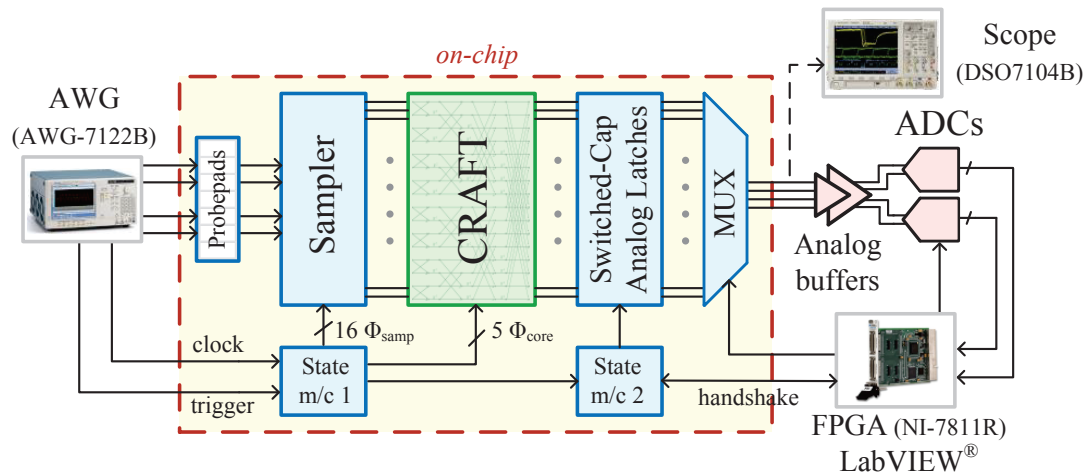 on-chip
Scope
(DSO7104B)
AWG
(AWG-7122B)
ADCs
Probepads
Sampler
CRAFT
Switched-Cap
Analog Latches
MUX
Analog
buffers
16 Φsamp
5 Φcore
clock
trigger
State
m/c 1
State
m/c 2
handshake
FPGA (NI-7811R)
LabVIEW®